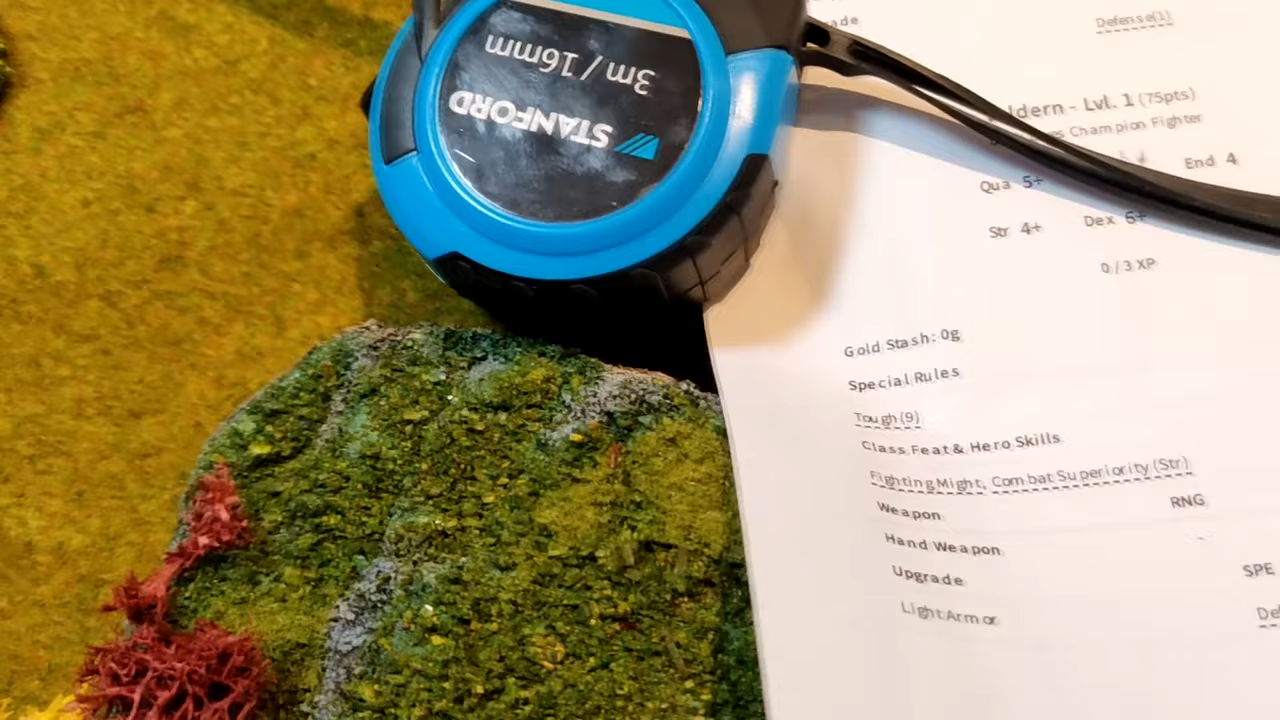 STANFORD
3m / 16mm
Defense(1)
Lvl. 1 (75pts)
Champion Fighter
Qua 5+ End 4
Str 4+ Dex 6+
0 / 3 XP
Gold Stash: 0g
Special Rules
Tough(9)
Class Feat & Hero Skills
Fighting Might, Combat Superiority (Str)
Weapon RNG
Hand Weapon -
Upgrade SPE
Light Armor